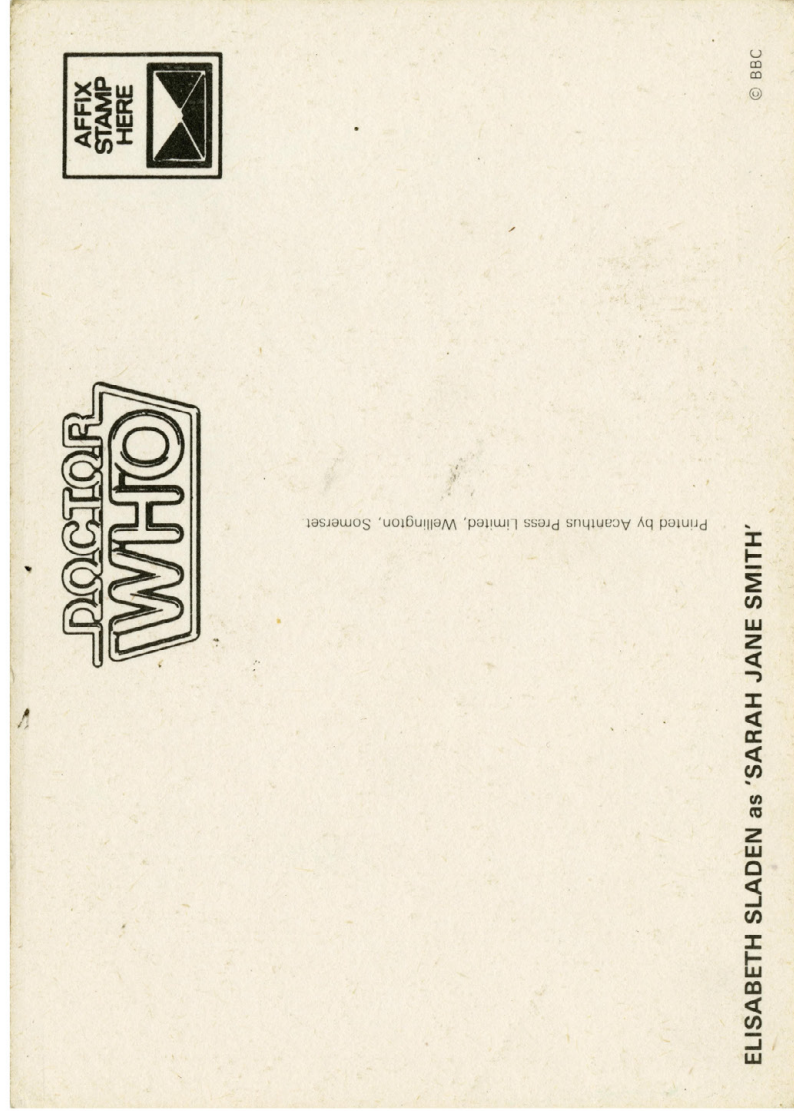 AFFIX
STAMP
HERE
DOCTOR
WHO
Printed by Acanthus Press Limited, Wellington, Somerset
ELISABETH SLADEN as 'SARAH JANE SMITH'
© BBC